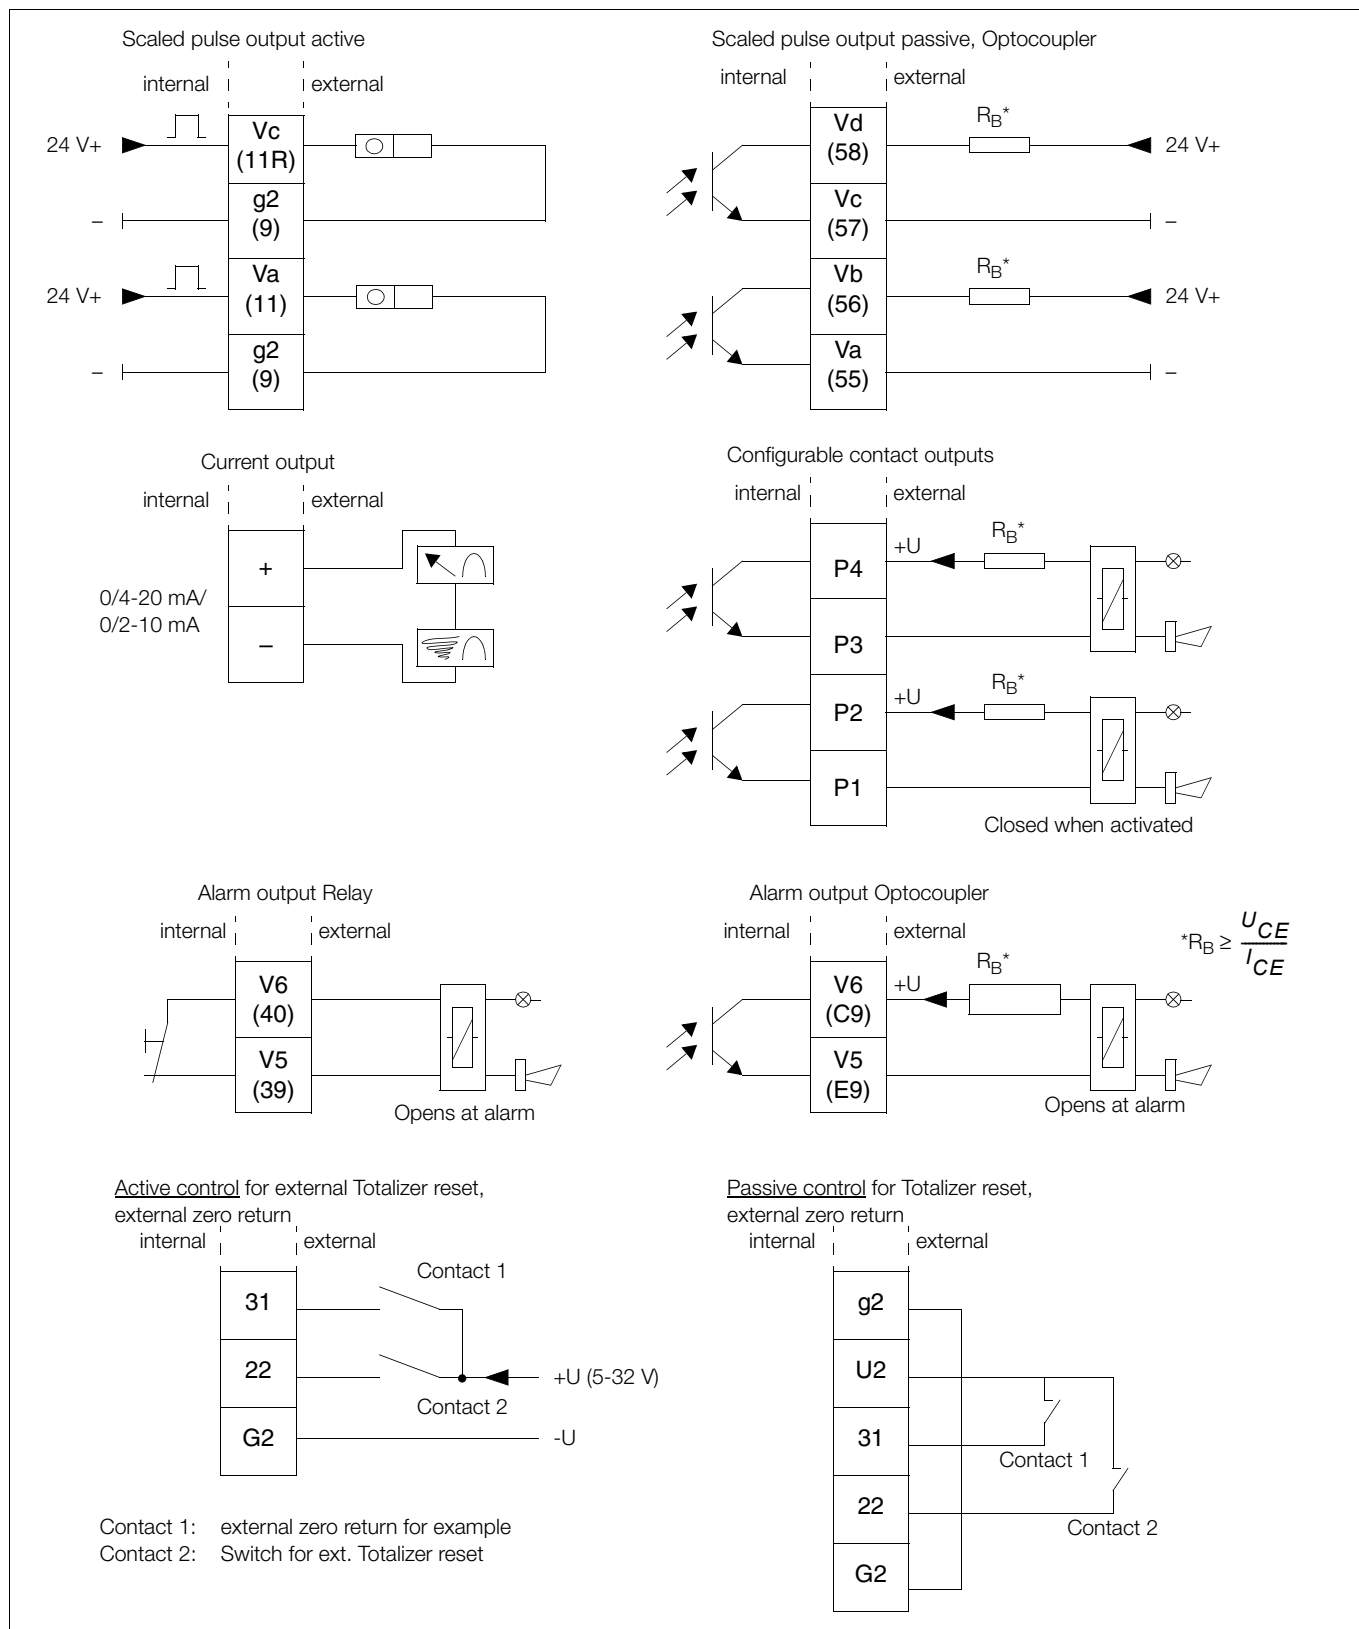 Scaled pulse output active
internal external
24 V+
Vc
(11R)
–
g2
(9)
24 V+
Va
(11)
–
g2
(9)
Scaled pulse output passive, Optocoupler
internal external
Vd
(58)
RB*
24 V+
Vc
(57)
–
Vb
(56)
RB*
24 V+
Va
(55)
–
Current output
internal external
0/4-20 mA/
0/2-10 mA
+
–
Configurable contact outputs
internal external
P4
+U
RB*
P3
P2
+U
RB*
P1
Closed when activated
Alarm output Relay
internal external
V6
(40)
V5
(39)
Opens at alarm
Alarm output Optocoupler
internal external
V6
(C9)
+U
RB*
V5
(E9)
Opens at alarm
*RB ≥ UCE
ICE
Active control for external Totalizer reset,
external zero return
internal external
31
Contact 1
22
+U (5-32 V)
Contact 2
G2
-U
Contact 1: external zero return for example
Contact 2: Switch for ext. Totalizer reset
Passive control for Totalizer reset,
external zero return
internal external
g2
U2
31
Contact 1
22
Contact 2
G2